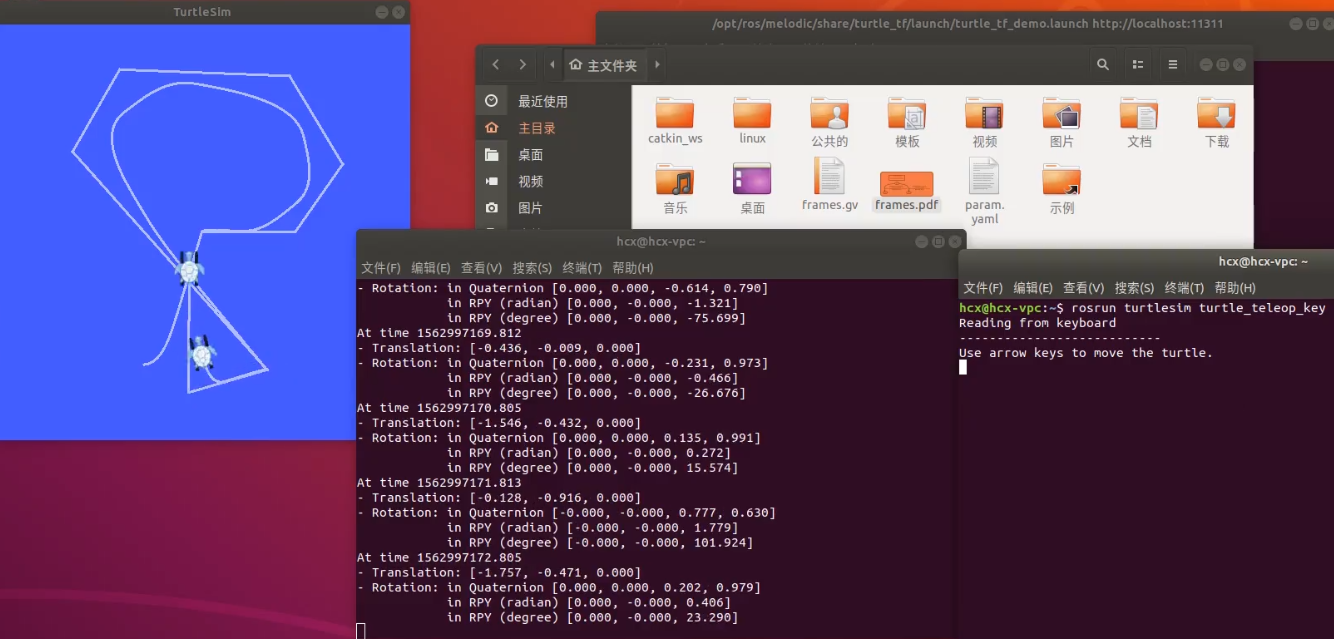 TurtleSim
/opt/ros/melodic/share/turtle_tf/launch/turtle_tf_demo.launch http://localhost:11311
主文件夹
最近使用
主目录
桌面
视频
图片
catkin_ws
linux
公共的
模板
视频
图片
文档
下载
音乐
桌面
frames.gv
frames.pdf
param.
yaml
示例
hcx@hcx-vpc: ~
文件(F) 编辑(E) 查看(V) 搜索(S) 终端(T) 帮助(H)
- Rotation: in Quaternion [0.000, 0.000, -0.614, 0.790]
in RPY (radian) [0.000, -0.000, -1.321]
in RPY (degree) [0.000, -0.000, -75.699]
At time 1562997169.812
- Translation: [-0.436, -0.009, 0.000]
- Rotation: in Quaternion [0.000, 0.000, -0.231, 0.973]
in RPY (radian) [0.000, -0.000, -0.466]
in RPY (degree) [0.000, -0.000, -26.676]
At time 1562997170.805
- Translation: [-1.546, -0.432, 0.000]
- Rotation: in Quaternion [0.000, 0.000, 0.135, 0.991]
in RPY (radian) [0.000, -0.000, 0.272]
in RPY (degree) [0.000, -0.000, 15.574]
At time 1562997171.813
- Translation: [-0.128, -0.916, 0.000]
- Rotation: in Quaternion [-0.000, -0.000, 0.777, 0.630]
in RPY (radian) [-0.000, -0.000, 1.779]
in RPY (degree) [-0.000, -0.000, 101.924]
At time 1562997172.805
- Translation: [-1.757, -0.471, 0.000]
- Rotation: in Quaternion [0.000, 0.000, 0.202, 0.979]
in RPY (radian) [0.000, -0.000, 0.406]
in RPY (degree) [0.000, -0.000, 23.290]
hcx@hcx-vpc: ~
文件(F) 编辑(E) 查看(V) 搜索(S) 终端(T) 帮助(H)
hcx@hcx-vpc:~$ rosrun turtlesim turtle_teleop_key
Reading from keyboard
---------------------------
Use arrow keys to move the turtle.